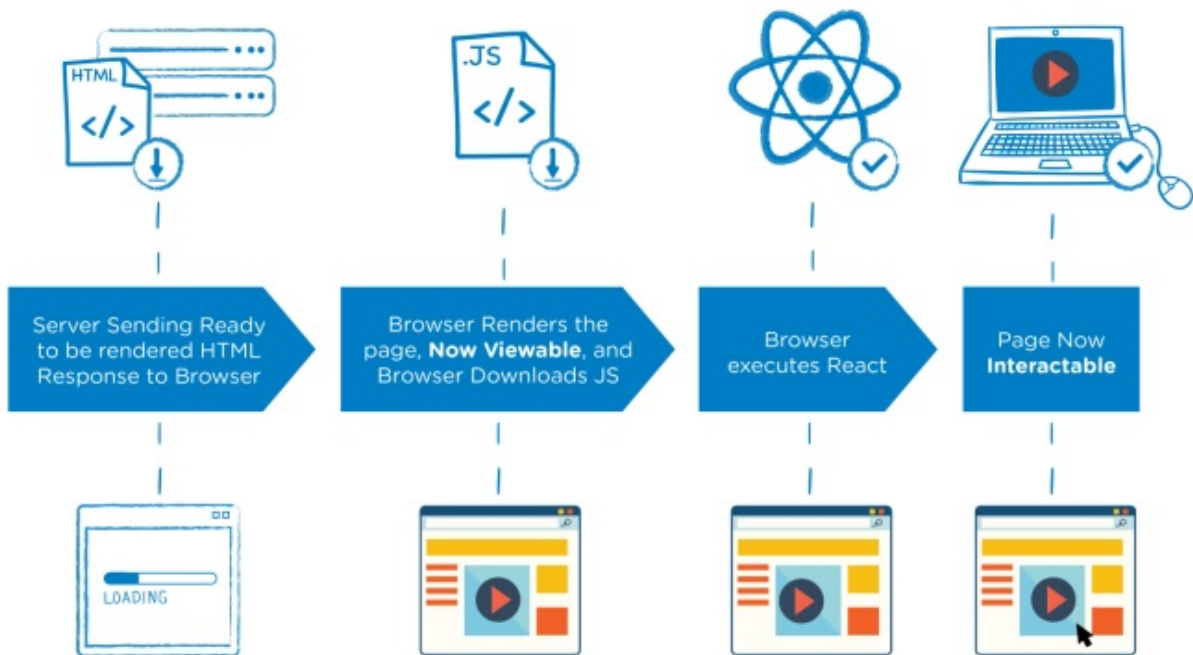 HTML
</>
.JS
</>
Server Sending Ready
to be rendered HTML
Response to Browser
Browser Renders the
page, Now Viewable, and
Browser Downloads JS
Browser
executes React
Page Now
Interactable
LOADING